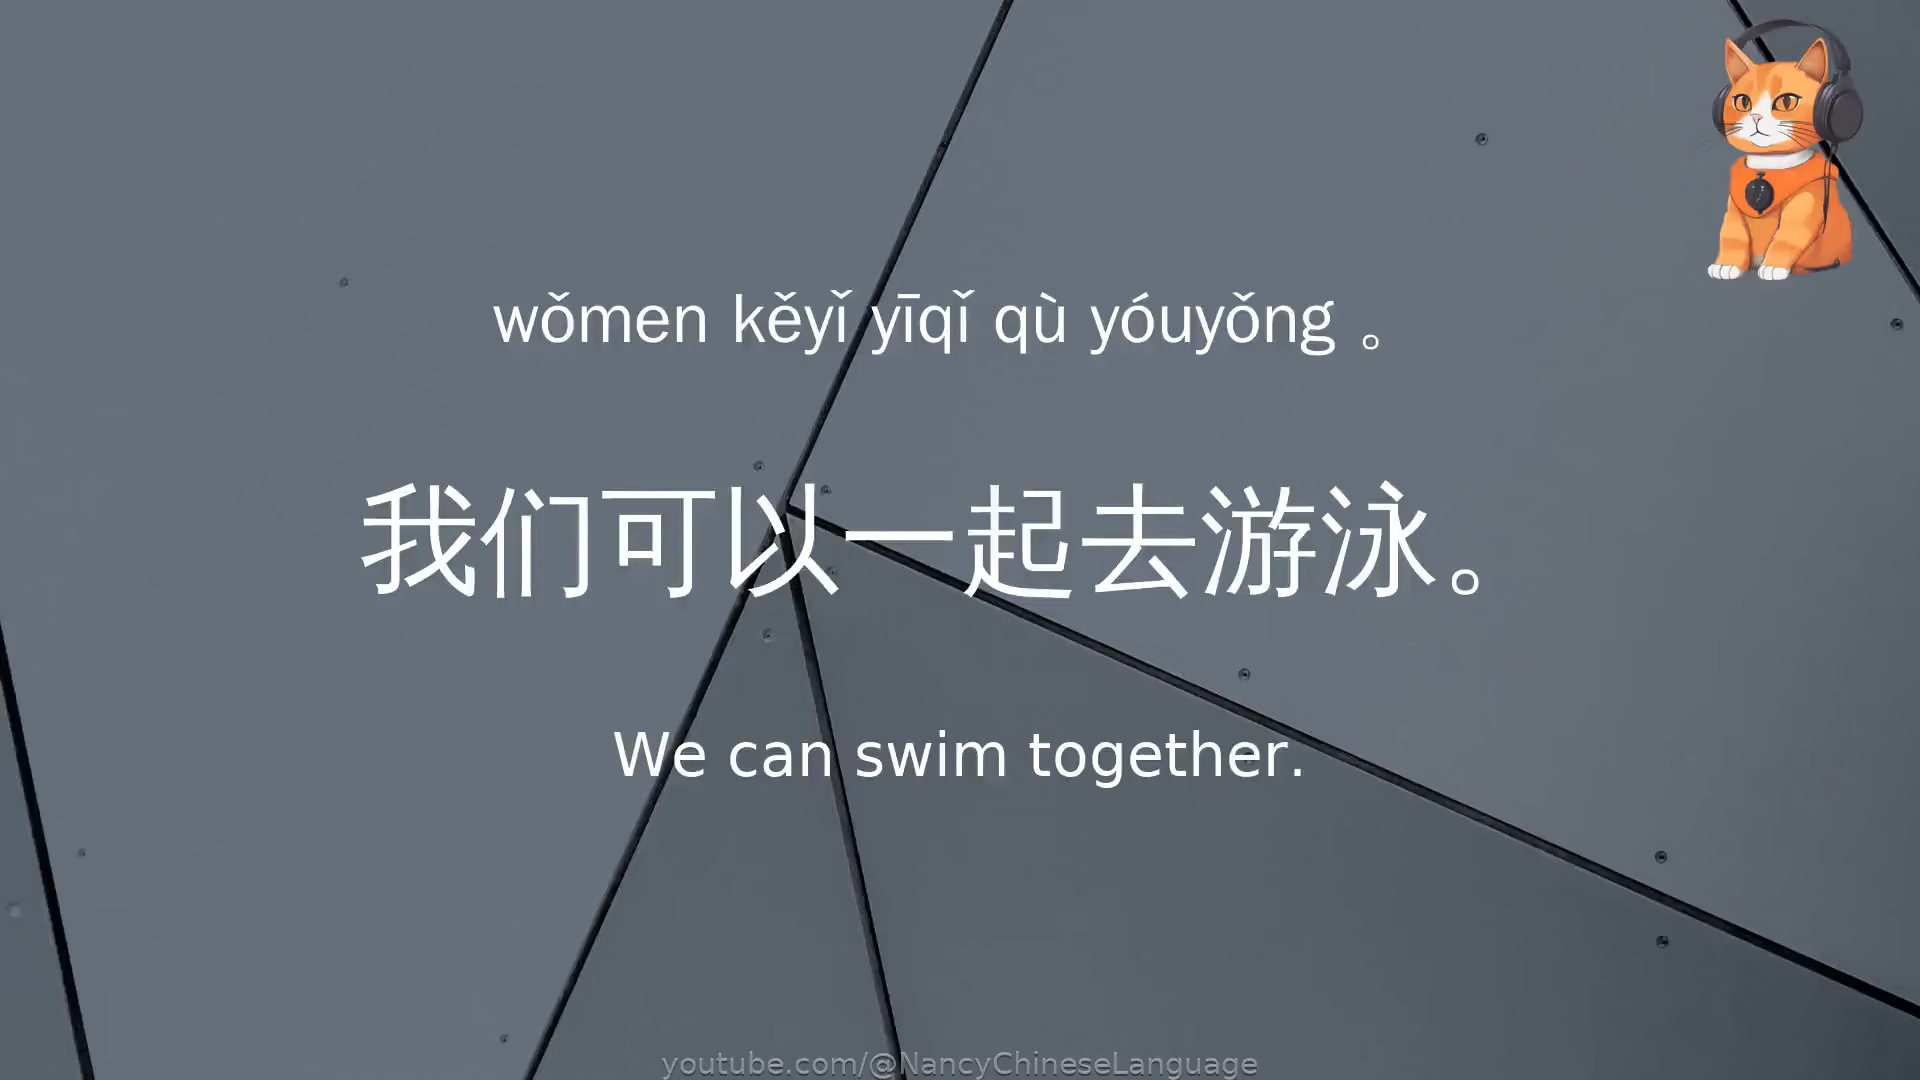 wǒmen kěyǐ yīqǐ qù yóuyǒng 。
我们可以一起去游泳。
We can swim together.
youtube.com/@NancyChineseLanguage